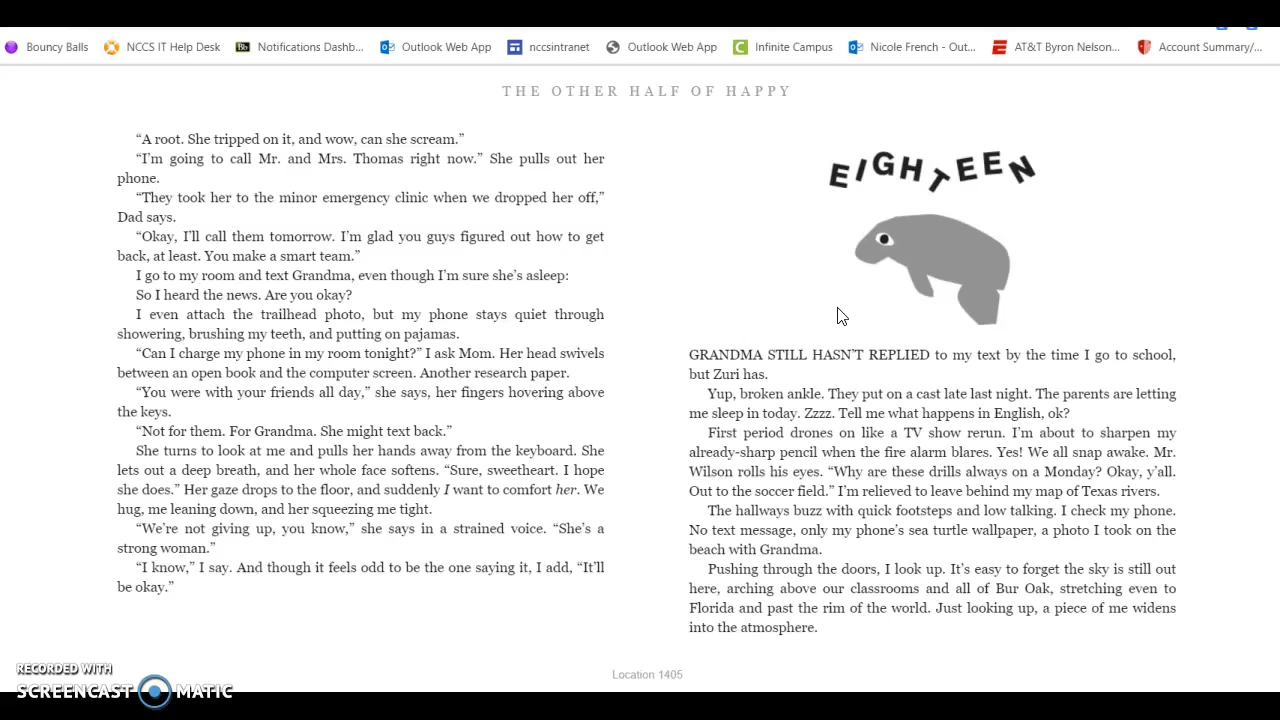 Bouncy Balls
NCCS IT Help Desk
Notifications Dashb...
Outlook Web App
nccsintranet
Outlook Web App
Infinite Campus
Nicole French - Out...
AT&T Byron Nelson...
Account Summary/...
THE OTHER HALF OF HAPPY
“A root. She tripped on it, and wow, can she scream.”
“I’m going to call Mr. and Mrs. Thomas right now.” She pulls out her
phone.
“They took her to the minor emergency clinic when we dropped her off,”
Dad says.
“Okay, I’ll call them tomorrow. I’m glad you guys figured out how to get
back, at least. You make a smart team.”
I go to my room and text Grandma, even though I’m sure she’s asleep:
So I heard the news. Are you okay?
I even attach the trailhead photo, but my phone stays quiet through
showering, brushing my teeth, and putting on pajamas.
“Can I charge my phone in my room tonight?” I ask Mom. Her head swivels
between an open book and the computer screen. Another research paper.
“You were with your friends all day,” she says, her fingers hovering above
the keys.
“Not for them. For Grandma. She might text back.”
She turns to look at me and pulls her hands away from the keyboard. She
lets out a deep breath, and her whole face softens. “Sure, sweetheart. I hope
she does.” Her gaze drops to the floor, and suddenly I want to comfort her. We
hug, me leaning down, and her squeezing me tight.
“We’re not giving up, you know,” she says in a strained voice. “She’s a
strong woman.”
“I know,” I say. And though it feels odd to be the one saying it, I add, “It’ll
be okay.”
EIGHTEEN
GRANDMA STILL HASN’T REPLIED to my text by the time I go to school,
but Zuri has.
Yup, broken ankle. They put on a cast late last night. The parents are letting
me sleep in today. Zzzz. Tell me what happens in English, ok?
First period drones on like a TV show rerun. I’m about to sharpen my
already-sharp pencil when the fire alarm blares. Yes! We all snap awake. Mr.
Wilson rolls his eyes. “Why are these drills always on a Monday? Okay, y’all.
Out to the soccer field.” I’m relieved to leave behind my map of Texas rivers.
The hallways buzz with quick footsteps and low talking. I check my phone.
No text message, only my phone’s sea turtle wallpaper, a photo I took on the
beach with Grandma.
Pushing through the doors, I look up. It’s easy to forget the sky is still out
here, arching above our classrooms and all of Bur Oak, stretching even to
Florida and past the rim of the world. Just looking up, a piece of me widens
into the atmosphere.
Location 1405
RECORDED WITH
SCREENCAST MATIC